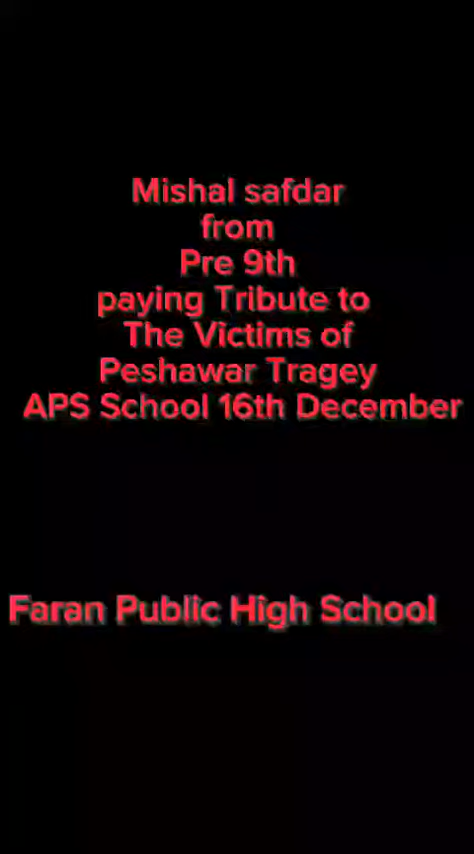 Mishal safdar
from
Pre 9th
paying Tribute to
The Victims of
Peshawar Tragey
APS School 16th December
Faran Public High School